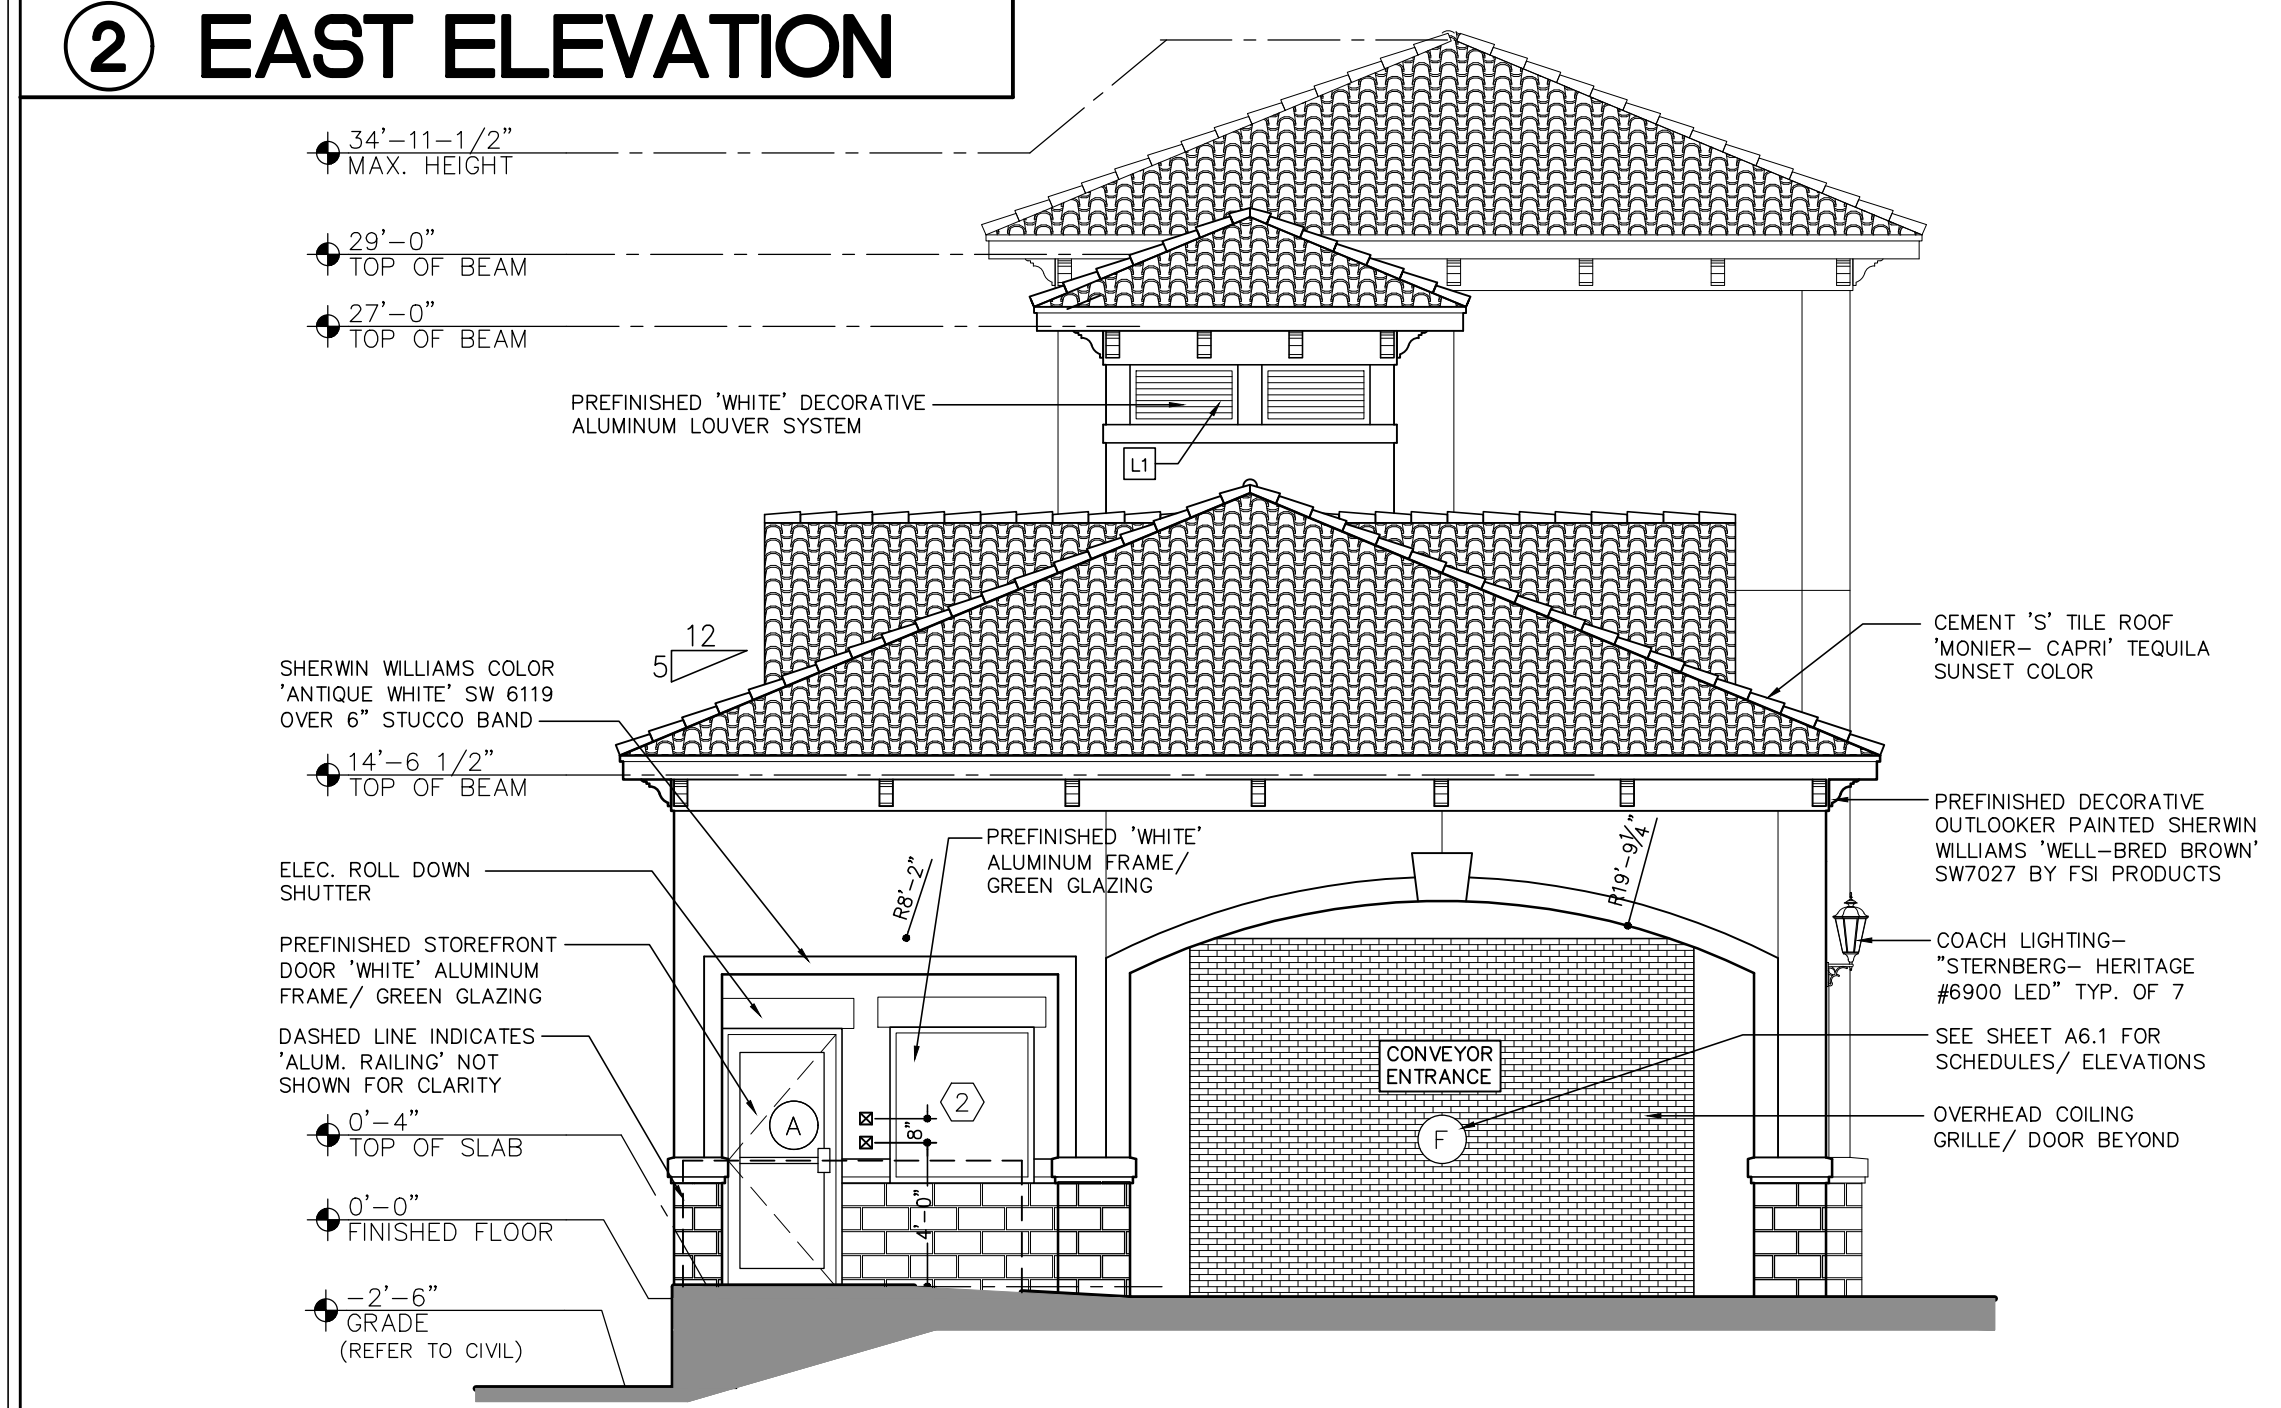 2 EAST ELEVATION
34'-11-1/2"
MAX. HEIGHT
29'-0"
TOP OF BEAM
27'-0"
TOP OF BEAM
PREFINISHED 'WHITE' DECORATIVE
ALUMINUM LOUVER SYSTEM
L1
12
5
CEMENT 'S' TILE ROOF
'MONIER- CAPRI' TEQUILA
SUNSET COLOR
SHERWIN WILLIAMS COLOR
'ANTIQUE WHITE' SW 6119
OVER 6" STUCCO BAND
14'-6 1/2"
TOP OF BEAM
PREFINISHED DECORATIVE
OUTLOOKER PAINTED SHERWIN
WILLIAMS 'WELL-BRED BROWN'
SW7027 BY FSI PRODUCTS
PREFINISHED 'WHITE'
ALUMINUM FRAME/
GREEN GLAZING
R8'-2"
R19'-9 1/4"
ELEC. ROLL DOWN
SHUTTER
PREFINISHED STOREFRONT
DOOR 'WHITE' ALUMINUM
FRAME/ GREEN GLAZING
COACH LIGHTING-
"STERNBERG- HERITAGE
#6900 LED" TYP. OF 7
DASHED LINE INDICATES
'ALUM. RAILING' NOT
SHOWN FOR CLARITY
SEE SHEET A6.1 FOR
SCHEDULES/ ELEVATIONS
CONVEYOR
ENTRANCE
2
A
8"
F
OVERHEAD COILING
GRILLE/ DOOR BEYOND
0'-4"
TOP OF SLAB
4'-0"
0'-0"
FINISHED FLOOR
-2'-6"
GRADE
(REFER TO CIVIL)